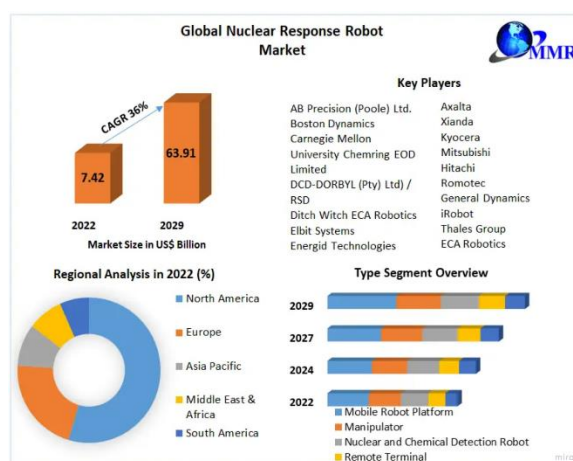 Global Nuclear Response Robot
Market
MMR
CAGR 36%
7.42
63.91
2022
2029
Market Size in US$ Billion
Key Players
AB Precision (Poole) Ltd.
Boston Dynamics
Carnegie Mellon
University Chemring EOD
Limited
DCD-DORBYL (Pty) Ltd) /
RSD
Ditch Witch ECA Robotics
Elbit Systems
Energid Technologies
Axalta
Xianda
Kyocera
Mitsubishi
Hitachi
Romotec
General Dynamics
iRobot
Thales Group
ECA Robotics
Regional Analysis in 2022 (%)
North America
Europe
Asia Pacific
Middle East &
Africa
South America
Type Segment Overview
2029
2027
2024
2022
Mobile Robot Platform
Manipulator
Nuclear and Chemical Detection Robot
Remote Terminal
miro